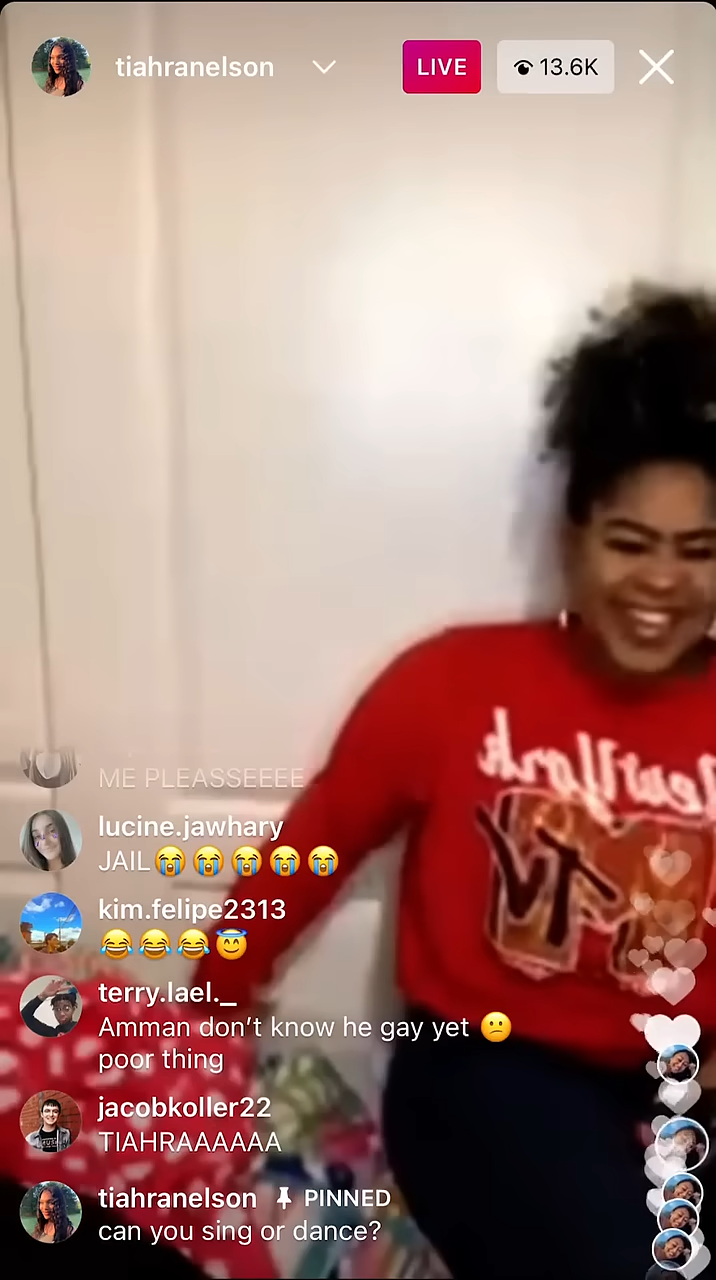 tiahranelson
LIVE
13.6K
ME PLEASSEEEE
lucine.jawhary
JAIL😭😭😭😭😭
kim.felipe2313
😂😂😂😇
terry.lael._
Amman don’t know he gay yet 😕
poor thing
jacobkoller22
TIAHRAAAAAA
tiahranelson PINNED
can you sing or dance?